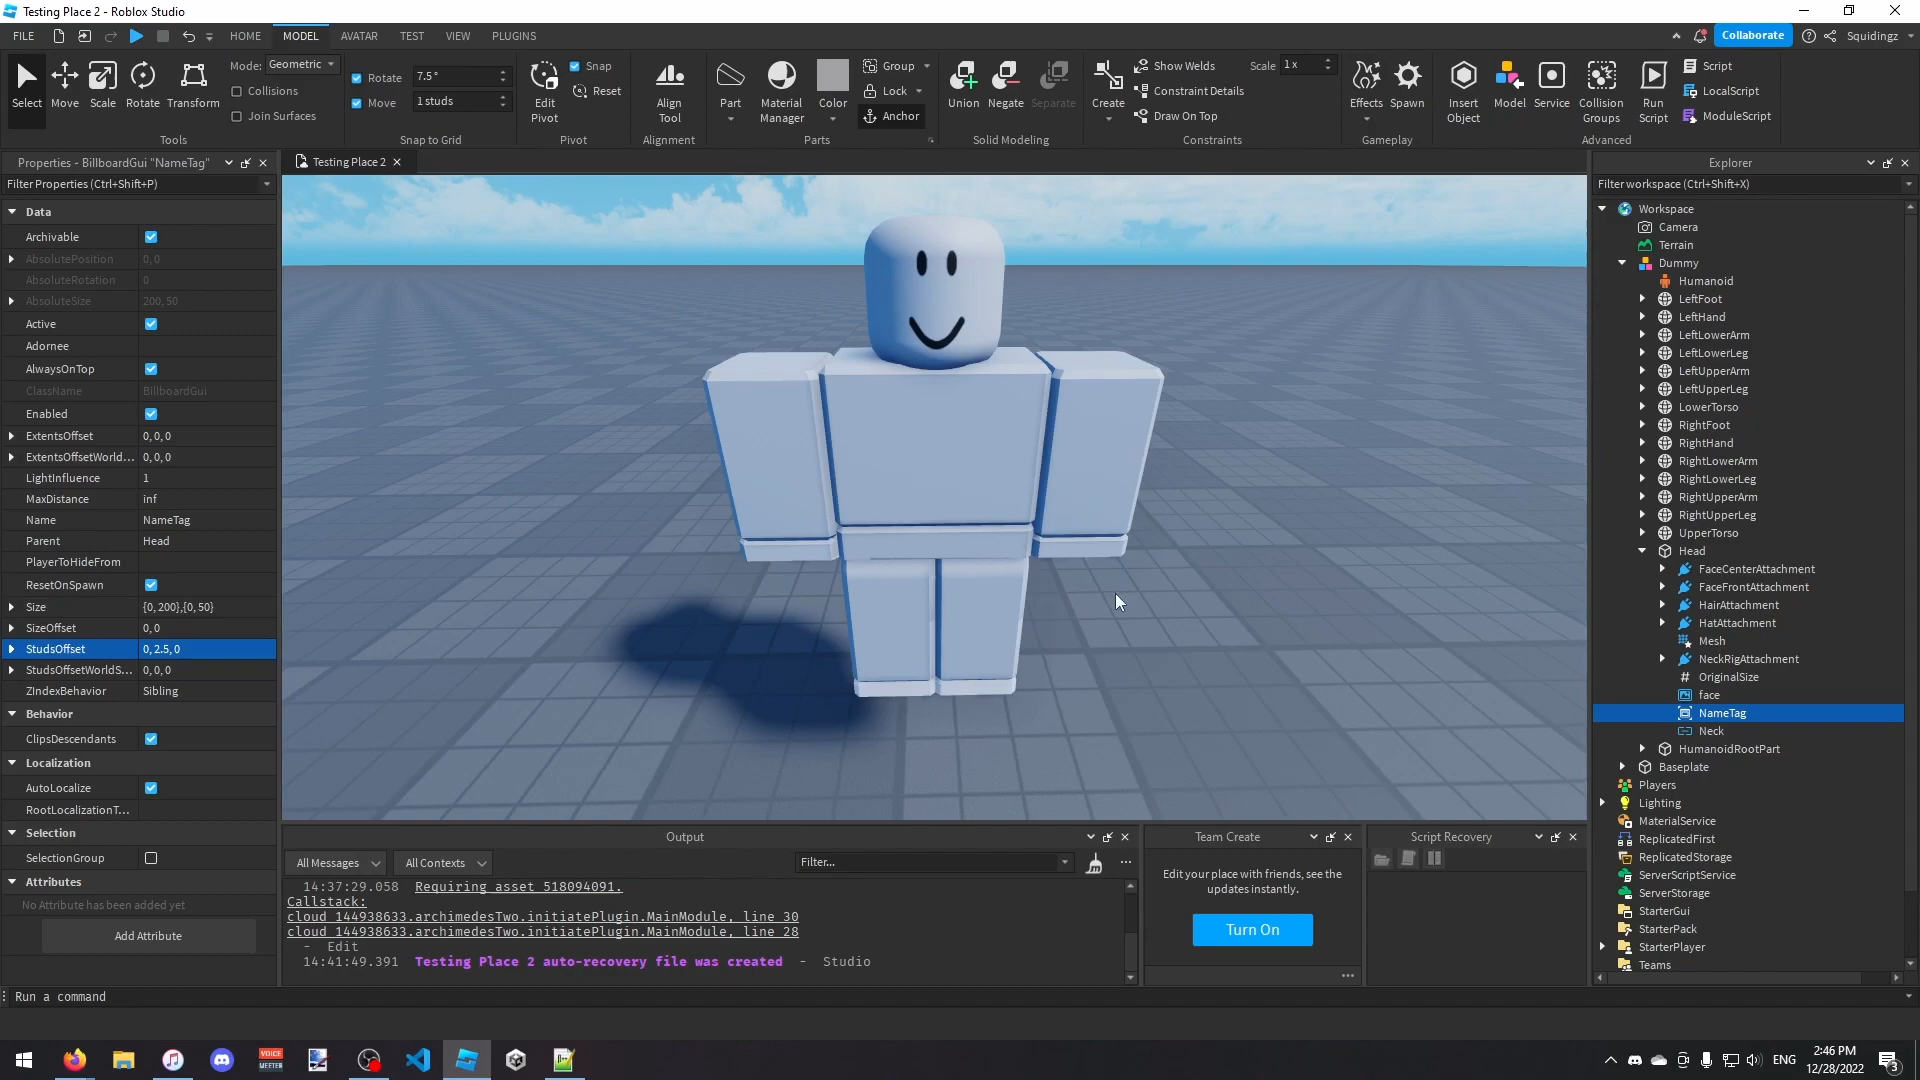 Testing Place 2 - Roblox Studio
FILE HOME MODEL AVATAR TEST VIEW PLUGINS Collaborate Squidingz
Select
Move
Scale
Rotate
Transform
Mode: Geometric
Collisions
Join Surfaces
Tools
Rotate 7.5°
Move 1 studs
Snap to Grid
Edit
Pivot
Snap
Reset
Pivot
Align
Tool
Alignment
Part
Material
Manager
Color
Group
Lock
Anchor
Parts
Union
Negate
Separate
Solid Modeling
Create
Show Welds
Scale 1 x
Constraint Details
Draw On Top
Constraints
Effects
Spawn
Gameplay
Insert
Object
Model
Service
Collision
Groups
Run
Script
Script
LocalScript
ModuleScript
Advanced
Properties - BillboardGui "NameTag"
Filter Properties (Ctrl+Shift+P)
Data
Archivable
AbsolutePosition 0, 0
AbsoluteRotation 0
AbsoluteSize 200, 50
Active
Adornee
AlwaysOnTop
ClassName BillboardGui
Enabled
ExtentsOffset 0, 0, 0
ExtentsOffsetWorld... 0, 0, 0
LightInfluence 1
MaxDistance inf
Name NameTag
Parent Head
PlayerToHideFrom
ResetOnSpawn
Size {0, 200},{0, 50}
SizeOffset 0, 0
StudsOffset 0, 2.5, 0
StudsOffsetWorldS... 0, 0, 0
ZIndexBehavior Sibling
Behavior
ClipsDescendants
Localization
AutoLocalize
RootLocalizationT...
Selection
SelectionGroup
Attributes
No Attribute has been added yet
Add Attribute
Testing Place 2
Output
All Messages
All Contexts
Filter...
14:37:29.058 Requiring asset 518094091.
Callstack:
cloud_144938633.archimedesTwo.initiatePlugin.MainModule, line 30
cloud_144938633.archimedesTwo.initiatePlugin.MainModule, line 28
- Edit
14:41:49.391 Testing Place 2 auto-recovery file was created - Studio
Team Create
Edit your place with friends, see the
updates instantly.
Turn On
Script Recovery
Explorer
Filter workspace (Ctrl+Shift+X)
Workspace
Camera
Terrain
Dummy
Humanoid
LeftFoot
LeftHand
LeftLowerArm
LeftLowerLeg
LeftUpperArm
LeftUpperLeg
LowerTorso
RightFoot
RightHand
RightLowerArm
RightLowerLeg
RightUpperArm
RightUpperLeg
UpperTorso
Head
FaceCenterAttachment
FaceFrontAttachment
HairAttachment
HatAttachment
Mesh
NeckRigAttachment
OriginalSize
face
NameTag
Neck
HumanoidRootPart
Baseplate
Players
Lighting
MaterialService
ReplicatedFirst
ReplicatedStorage
ServerScriptService
ServerStorage
StarterGui
StarterPack
StarterPlayer
Teams
Run a command
VOICE
MEETER
ENG
2:46 PM
12/28/2022
3